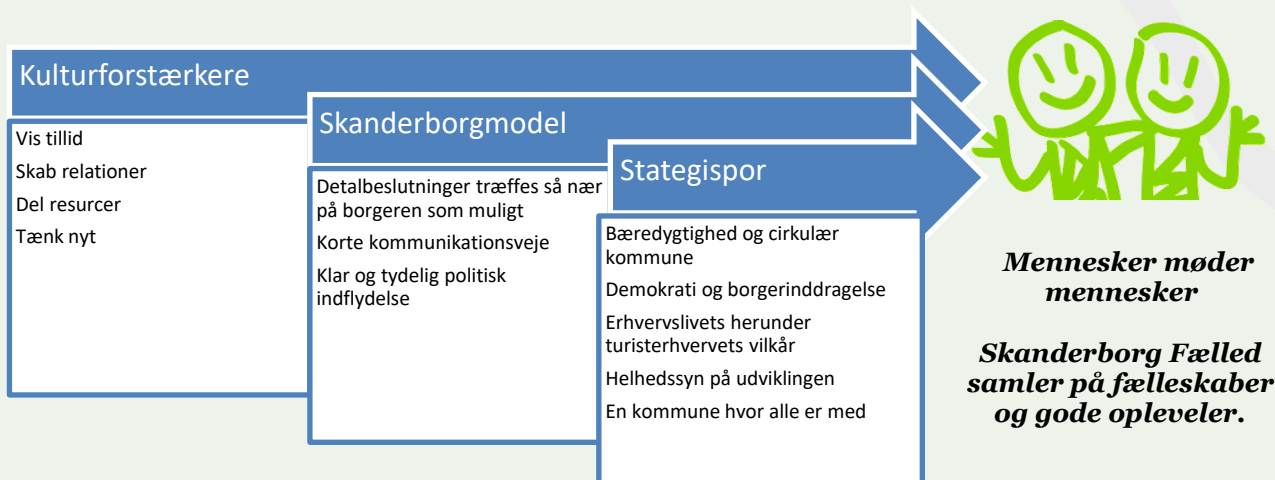 Kulturforstærkere
Vis tillid
Skab relationer
Del resurcer
Tænk nyt
Skanderborgmodel
Detalbeslutninger træffes så nær
på borgeren som muligt
Korte kommunikationsveje
Klar og tydelig politisk
indflydelse
Stategispor
Bæredygtighed og cirkulær
kommune
Demokrati og borgerinddragelse
Erhvervslivets herunder
turisterhvervets vilkår
Helhedssyn på udviklingen
En kommune hvor alle er med
Mennesker møder
mennesker
Skanderborg Fælled
samler på fælleskaber
og gode opleveler.